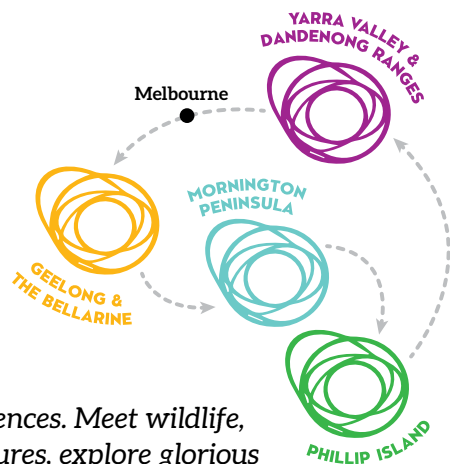 YARRA VALLEY &
DANDENONG RANGES
Melbourne
MORNINGTON
PENINSULA
GEELONG &
THE BELLARINE
PHILLIP ISLAND
ences. Meet wildlife,
ures, explore glorious